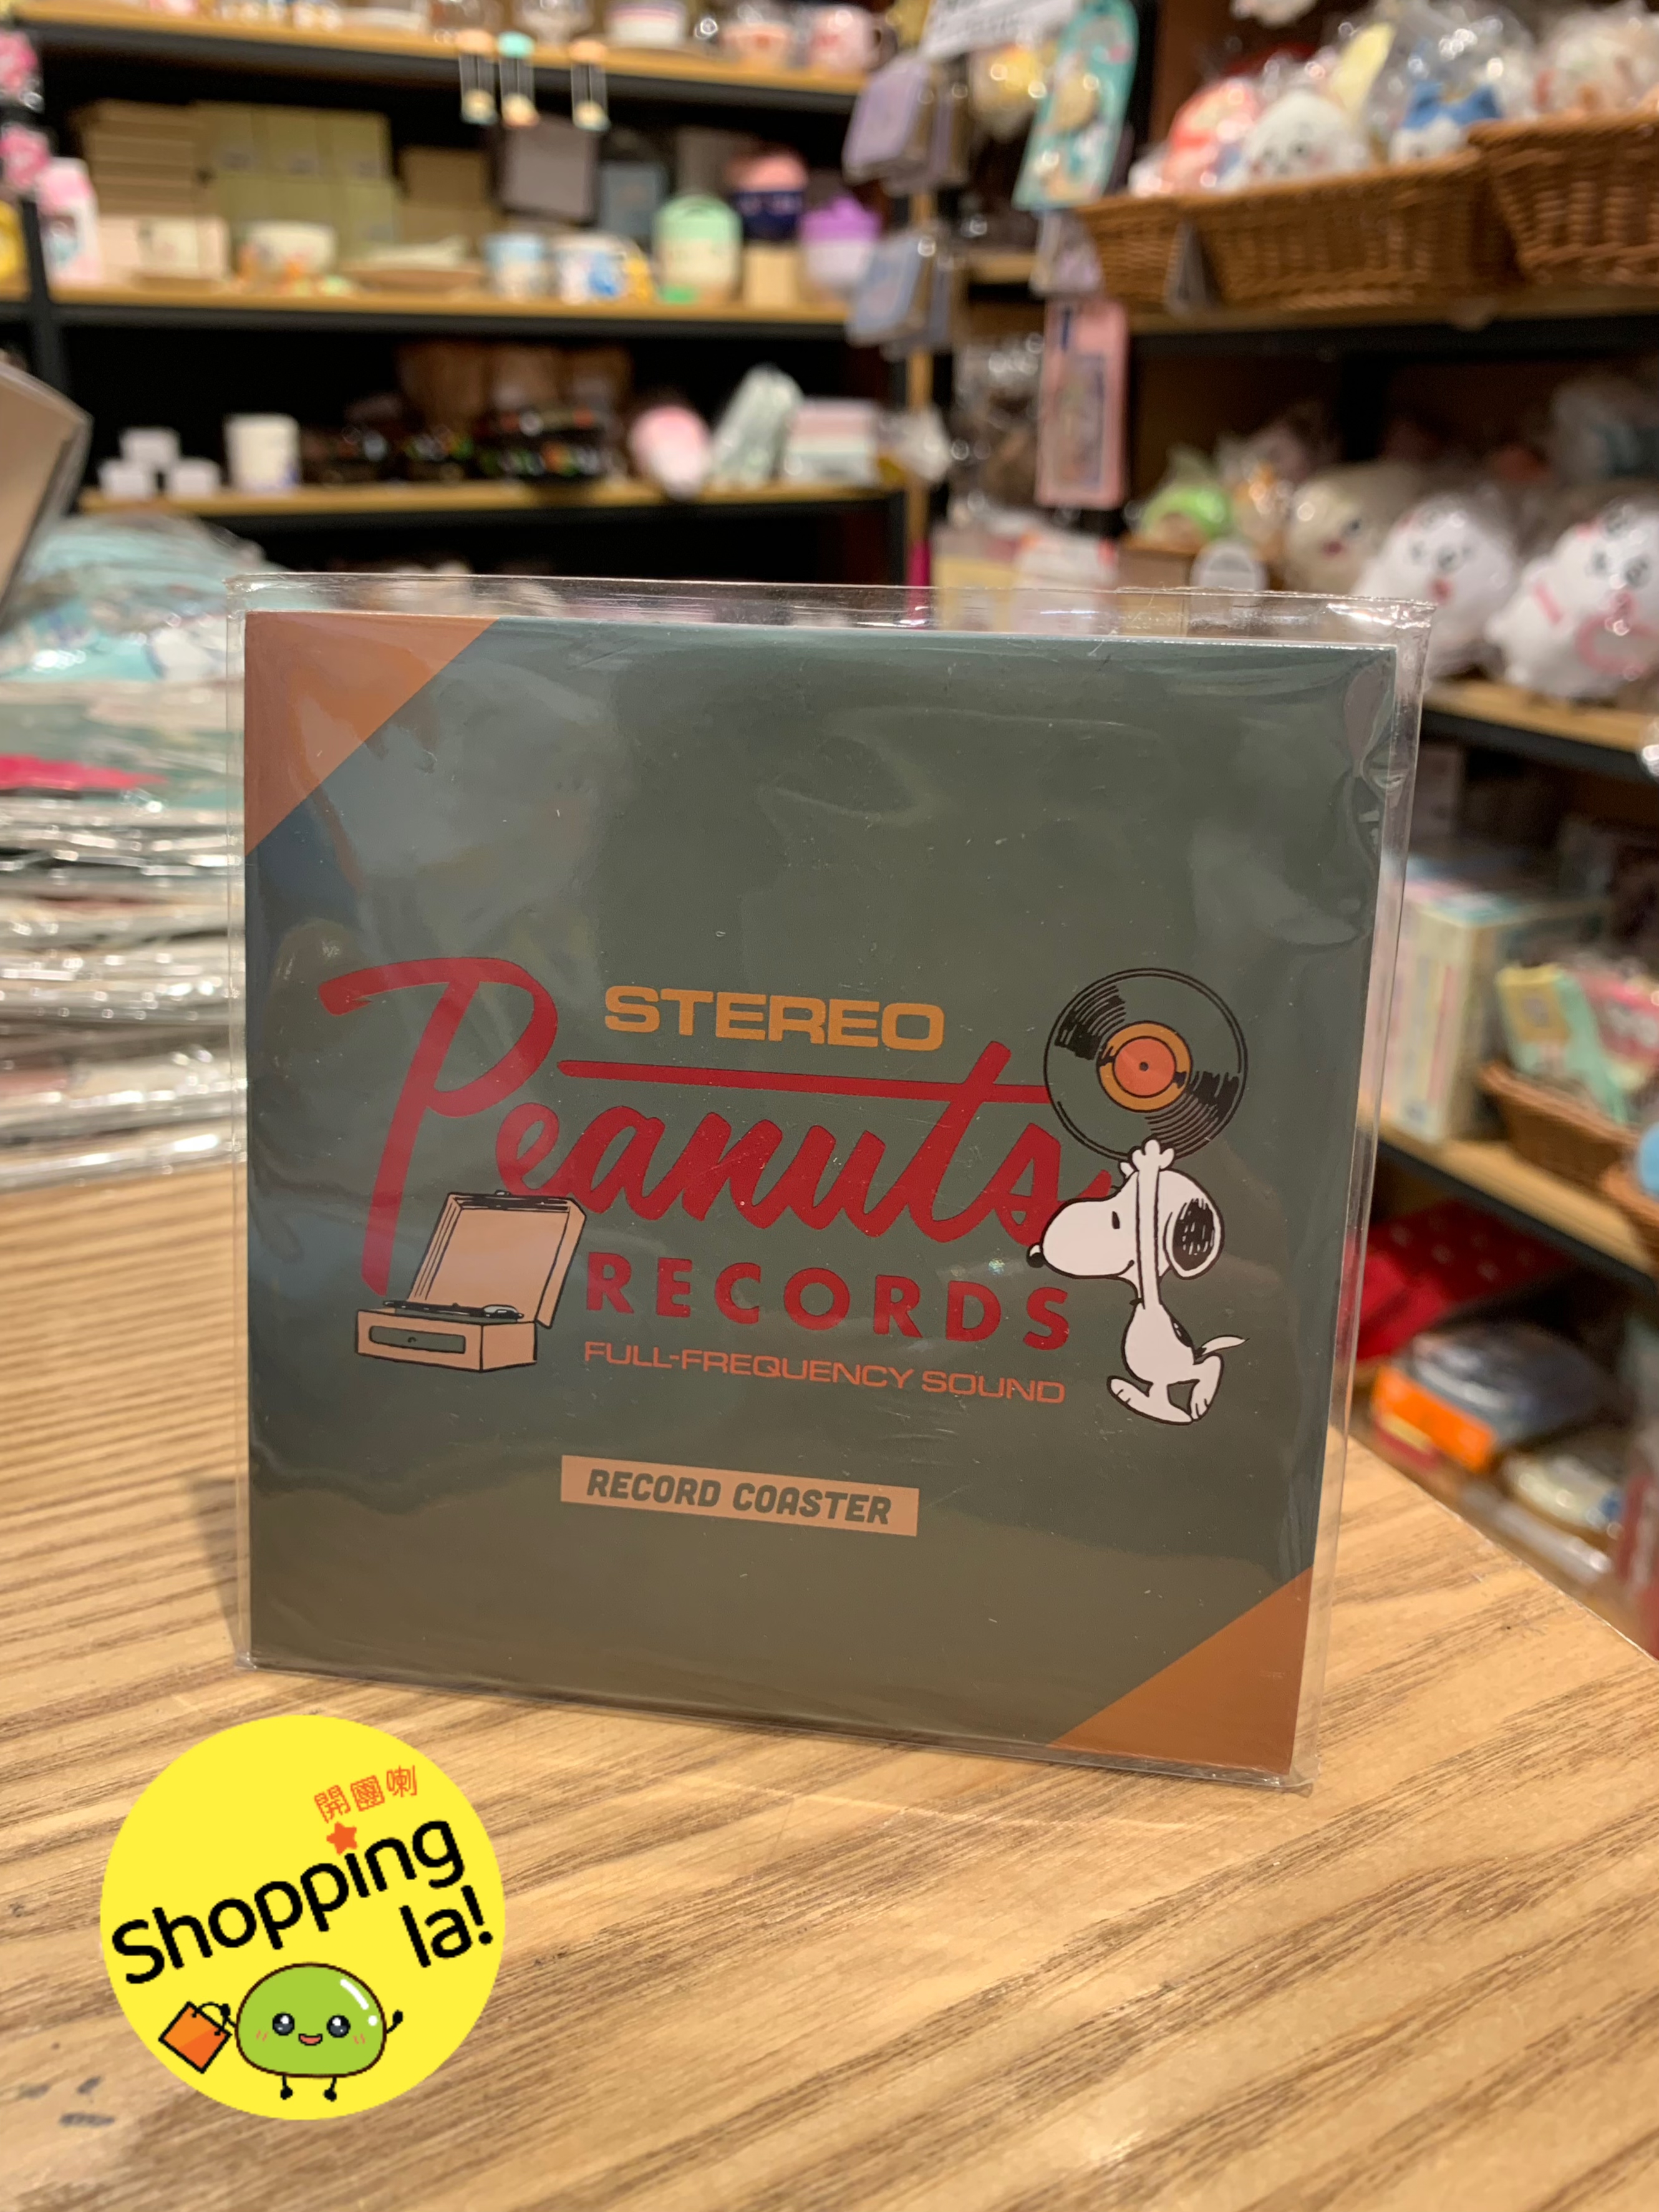 STEREO
Peanuts
RECORDS
FULL-FREQUENCY SOUND
RECORD COASTER
開團喇
Shopping
la!